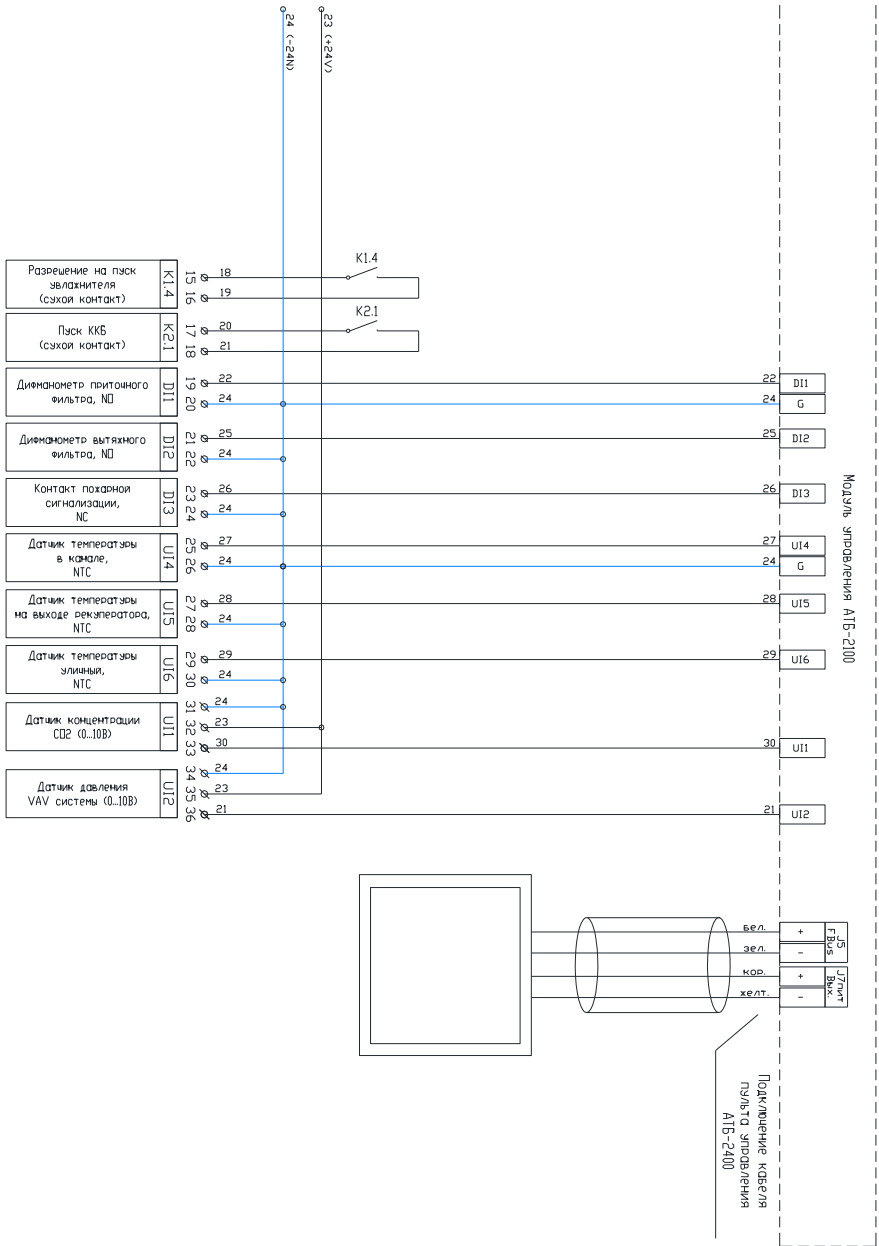 24 (-24N)
23 (+24V)
Разрешение на пуск
увлажнителя
(сухой контакт)
K1.4
15
16
18
19
K1.4
Пуск ККБ
(сухой контакт)
K2.1
17
18
20
21
K2.1
Дифманометр приточного
фильтра, NO
DI1
19
20
22
24
22
24
DI1
G
Дифманометр вытяжного
фильтра, NO
DI2
21
22
25
24
25
DI2
Контакт пожарной
сигнализации,
NC
DI3
23
24
26
24
26
DI3
Датчик температуры
в канале,
NTC
UI4
25
26
27
24
27
24
UI4
G
Датчик температуры
на выходе рекуператора,
NTC
UI5
27
28
28
24
28
UI5
Датчик температуры
уличный,
NTC
UI6
29
30
29
24
29
UI6
Датчик концентрации
CO2 (0...10В)
UI1
31
32
33
24
23
30
30
UI1
Датчик давления
VAV системы (0...10В)
UI2
34
35
36
24
23
21
21
UI2
Модуль управления АТБ-2100
бел.
зел.
кор.
желт.
+
-
+
-
J5
F Bus
J7пит
Вых.
Подключение кабеля
пульта управления
АТБ-2400